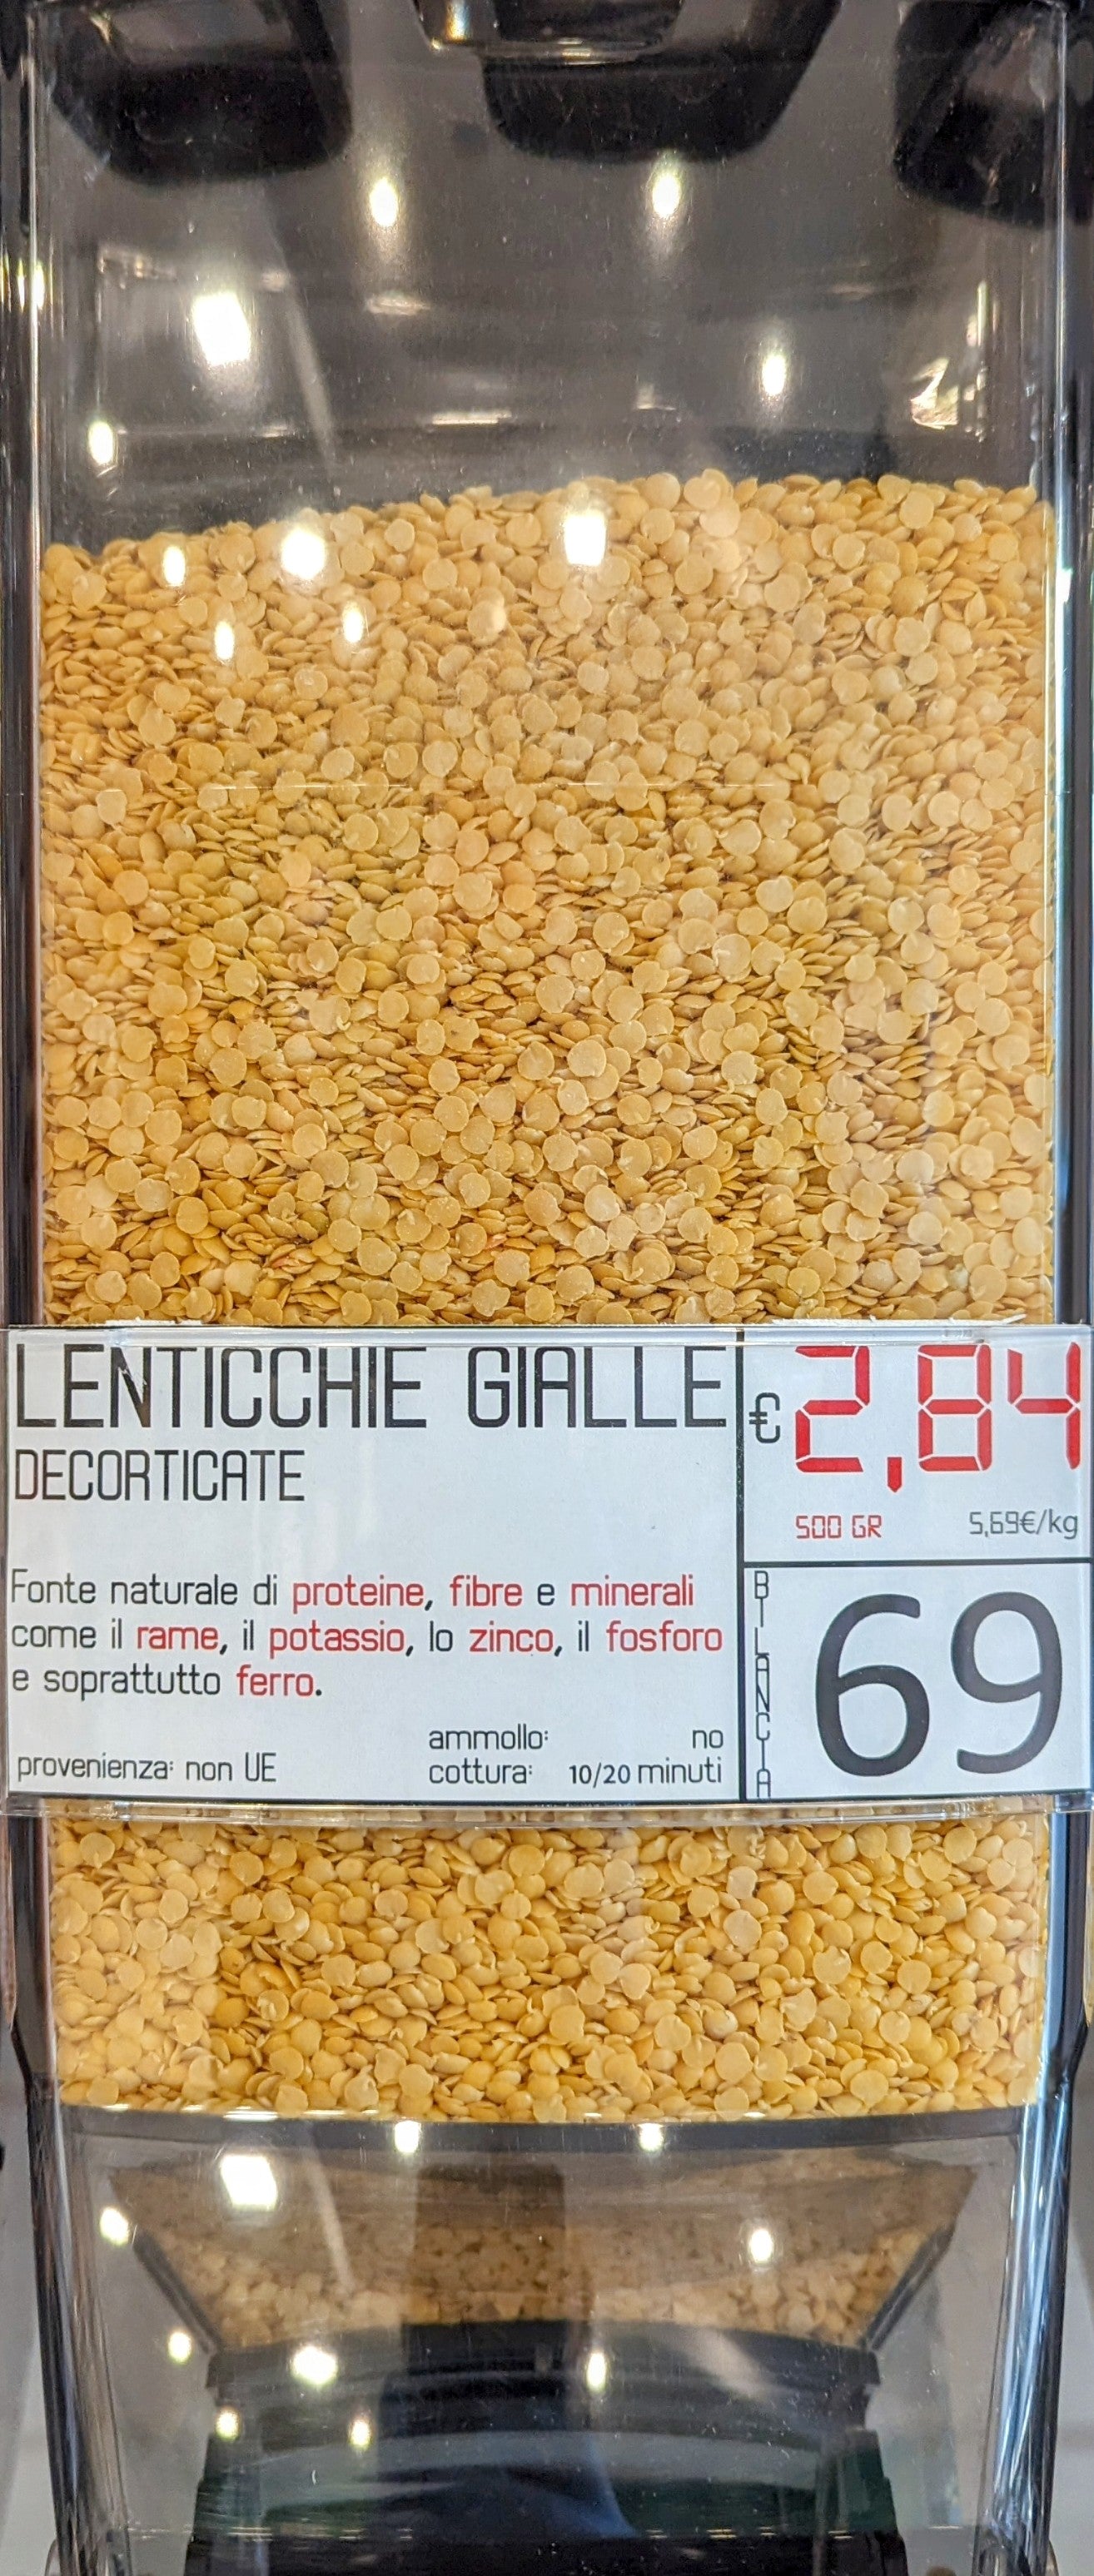 LENTICCHIE GIALLE
DECORTICATE
Fonte naturale di proteine, fibre e minerali
come il rame, il potassio, lo zinco, il fosforo
e soprattutto ferro.
provenienza: non UE
ammollo: no
cottura: 10/20 minuti
€ 2,84
500 GR 5,69€/kg
BILANCIA
69